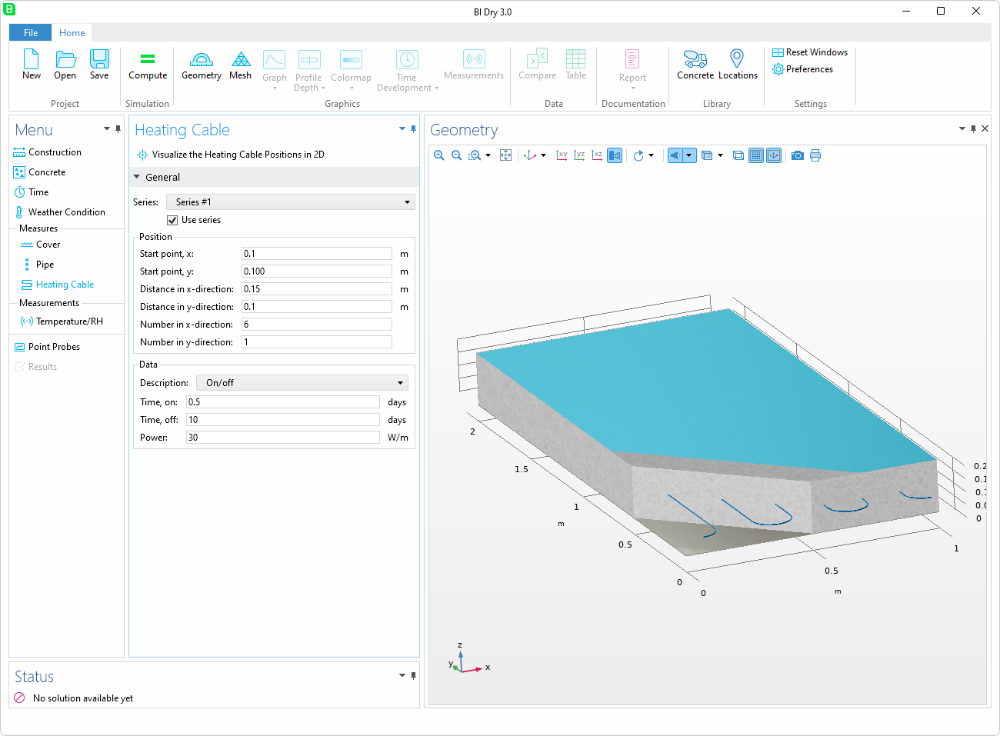 BI Dry 3.0
File Home
New Open Save Compute Geometry Mesh Graph Profile Depth Colormap Time Development Measurements Compare Table Report Concrete Locations Reset Windows
Preferences
Project Simulation Graphics Data Documentation Library Settings
Menu
Construction
Concrete
Time
Weather Condition
Measures
Cover
Pipe
Heating Cable
Measurements
Temperature/RH
Point Probes
Results
Heating Cable
Visualize the Heating Cable Positions in 2D
General
Series: Series #1
Use series
Position
Start point, x: 0.1 m
Start point, y: 0.100 m
Distance in x-direction: 0.15 m
Distance in y-direction: 0.1 m
Number in x-direction: 6
Number in y-direction: 1
Data
Description: On/off
Time, on: 0.5 days
Time, off: 10 days
Power: 30 W/m
Geometry
xy yz xz
2
1.5
1
m
0.5
0
0
0.5
m
1
0.2
0
z
y x
Status
No solution available yet